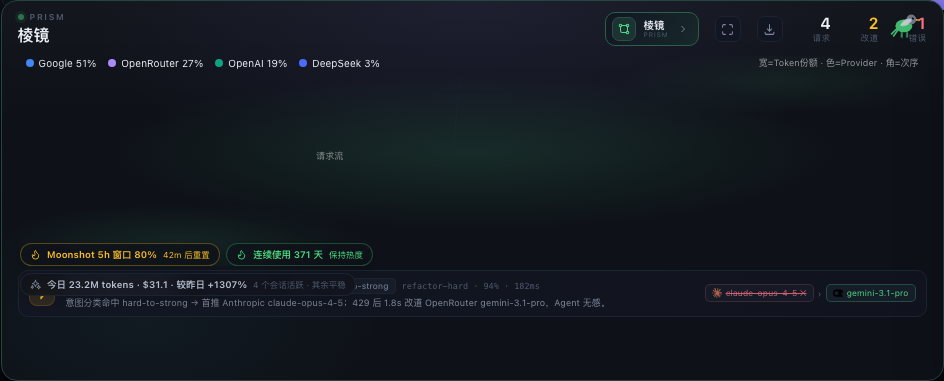 PRISM
棱镜
棱镜
PRISM
4
请求
2
改道
1
错误
Google 51%
OpenRouter 27%
OpenAI 19%
DeepSeek 3%
宽=Token份额 · 色=Provider · 角=次序
请求流
Moonshot 5h 窗口 80% 42m 后重置
连续使用 371 天 保持热度
今日 23.2M tokens · $31.1 · 较昨日 +1307% 4 个会话活跃 · 其余平稳
-strong refactor-hard · 94% · 182ms
意图分类命中 hard-to-strong → 首推 Anthropic claude-opus-4-5；429 后 1.8s 改道 OpenRouter gemini-3.1-pro，Agent 无感。
claude-opus-4-5 ✕ › gemini-3.1-pro